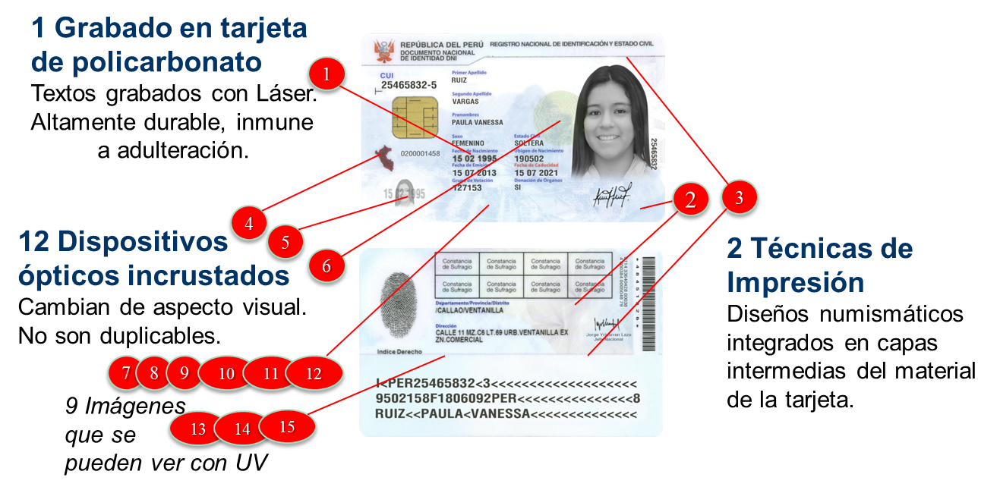 1 Grabado en tarjeta
de policarbonato
Textos grabados con Láser.
Altamente durable, inmune
a adulteración.
12 Dispositivos
ópticos incrustados
Cambian de aspecto visual.
No son duplicables.
7 8 9 10 11 12
9 Imágenes
que se
pueden ver con UV
13 14 15
1
4
5
6
REPÚBLICA DEL PERÚ
REGISTRO NACIONAL DE IDENTIFICACIÓN Y ESTADO CIVIL
DOCUMENTO NACIONAL
DE IDENTIDAD DNI
CUI
25465832-5
Primer Apellido
RUIZ
Segundo Apellido
VARGAS
Prenombres
PAULA VANESSA
Sexo
FEMENINO
Estado Civil
SOLTERA
Fecha de Nacimiento
15 02 1995
Ubigeo de Nacimiento
190502
Fecha de Emisión
15 07 2013
Fecha de Caducidad
15 07 2021
Grupo de Votación
127153
Donación de Órganos
SI
0200001458
15 02 1995
25465832
2
3
Constancia de Sufragio
Constancia de Sufragio
Constancia de Sufragio
Constancia de Sufragio
Constancia de Sufragio
Constancia de Sufragio
Constancia de Sufragio
Constancia de Sufragio
Departamento/Provincia/Distrito
/CALLAO/VENTANILLA
Dirección
CALLE 11 MZ.C6 LT.69 URB.VENTANILLA EX
ZN.COMERCIAL
Jefe Nacional
Indice Derecho
I<PER25465832<3<<<<<<<<<<<<<<<<<<<
9502158F1806092PER<<<<<<<<<<<<<<<8
RUIZ<<PAULA<VANESSA<<<<<<<<<<<<<<
2 Técnicas de
Impresión
Diseños numismáticos
integrados en capas
intermedias del material
de la tarjeta.